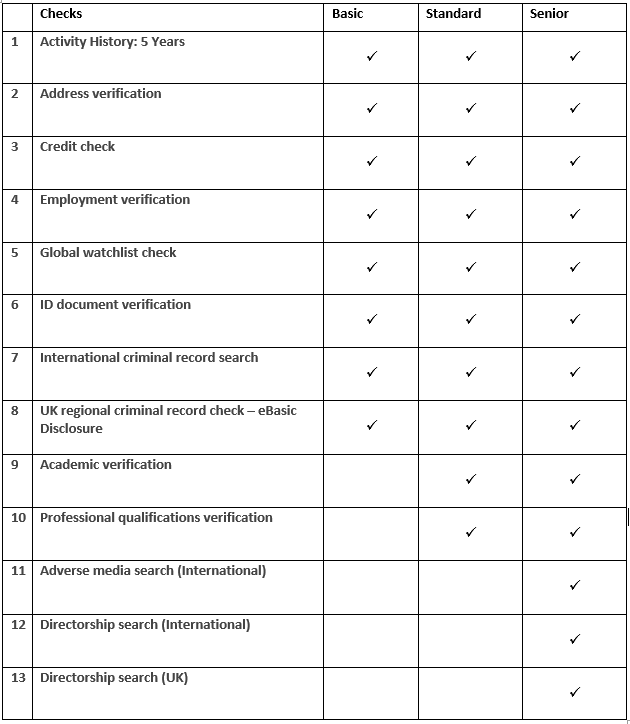 Checks Basic Standard Senior
1 Activity History: 5 Years ✓ ✓ ✓
2 Address verification ✓ ✓ ✓
3 Credit check ✓ ✓ ✓
4 Employment verification ✓ ✓ ✓
5 Global watchlist check ✓ ✓ ✓
6 ID document verification ✓ ✓ ✓
7 International criminal record search ✓ ✓ ✓
8 UK regional criminal record check – eBasic
Disclosure ✓ ✓ ✓
9 Academic verification ✓ ✓
10 Professional qualifications verification ✓ ✓
11 Adverse media search (International) ✓
12 Directorship search (International) ✓
13 Directorship search (UK) ✓